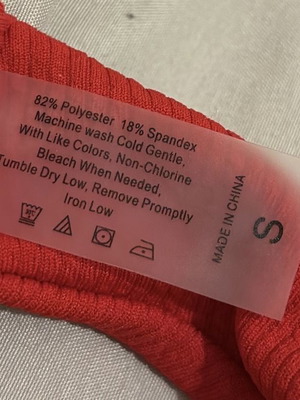 82% Polyester 18% Spandex
Machine wash Cold Gentle,
With Like Colors, Non-Chlorine
Bleach When Needed,
Tumble Dry Low, Remove Promptly
Iron Low
MADE IN CHINA
S